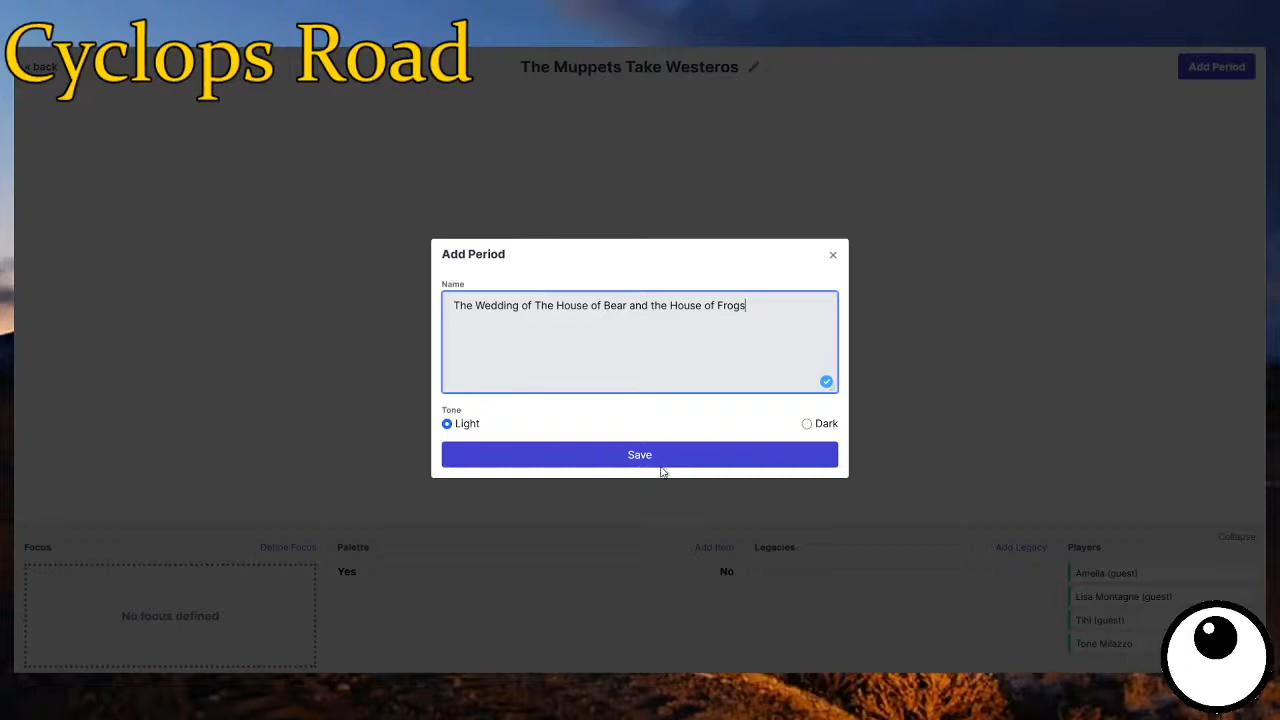 Cyclops Road
« back
The Muppets Take Westeros
Add Period
Add Period
×
Name
The Wedding of The House of Bear and the House of Frogs
Tone
Light
Dark
Save
Collapse
Focus
Define Focus
Palette
Add Item
Legacies
Add Legacy
Players
Yes
No
No focus defined
Amelia (guest)
Lisa Montagne (guest)
Tihi (guest)
Tone Milazzo